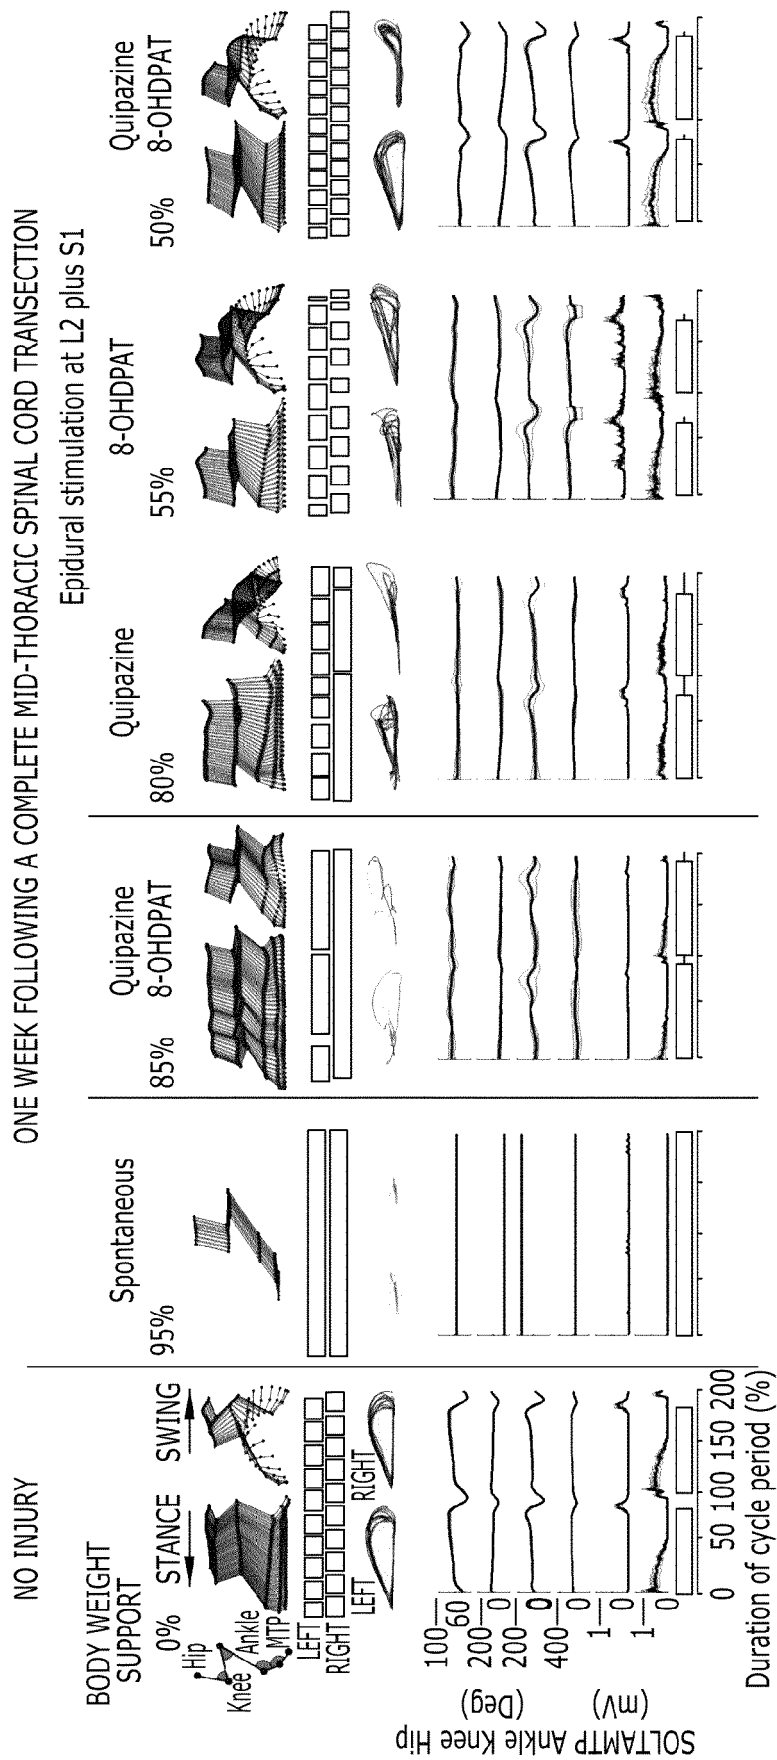 ONE WEEK FOLLOWING A COMPLETE MID-THORACIC SPINAL CORD TRANSECTION
NO INJURY
Epidural stimulation at L2 plus S1
Spontaneous
Quipazine
8-OHDPAT
Quipazine
8-OHDPAT
Quipazine
8-OHDPAT
BODY WEIGHT
SUPPORT
0%
95%
85%
80%
55%
50%
STANCE
SWING
Hip
Knee
Ankle
MTP
LEFT
RIGHT
LEFT
RIGHT
100
60
200
0
200
0
400
0
1
0
1
0
SOLTAMTP Ankle Knee Hip
(mV) (Deg)
0 50 100 150 200
Duration of cycle period (%)